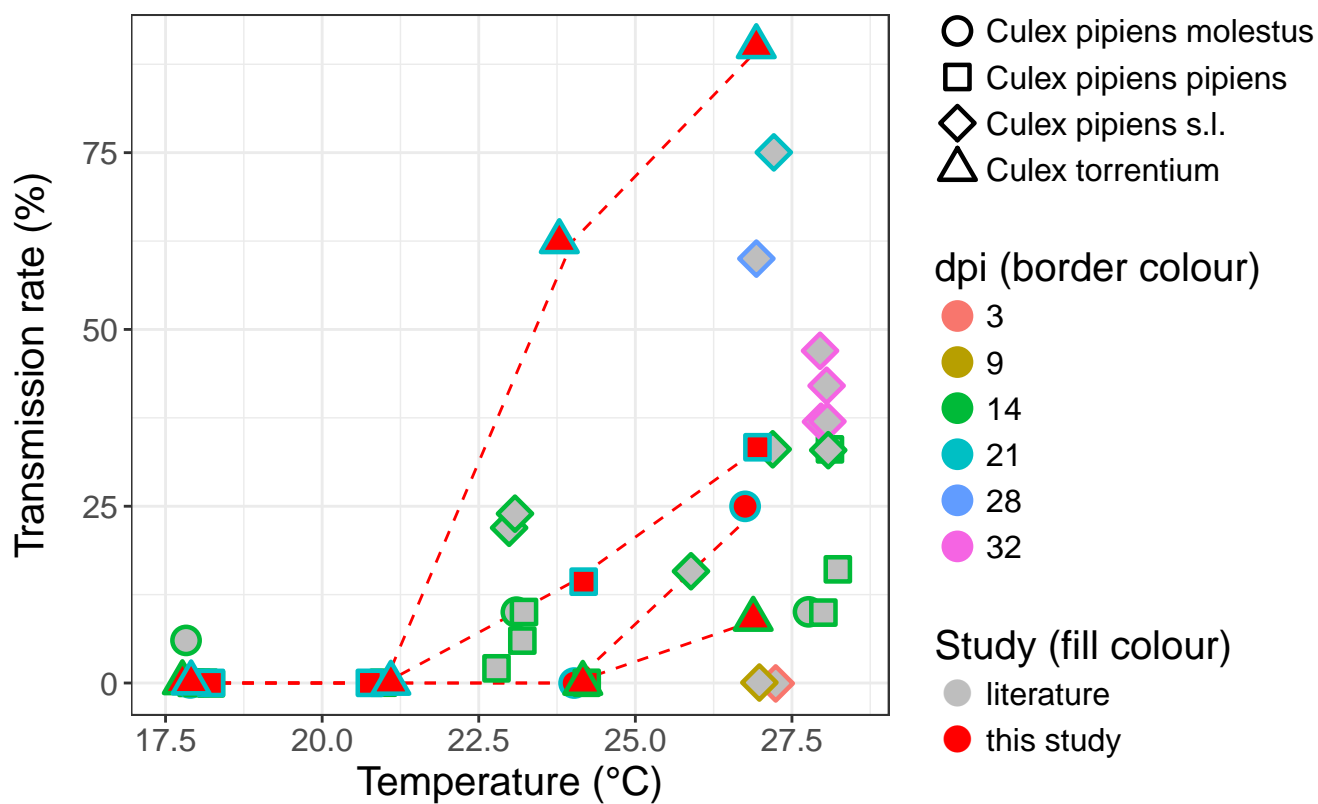 Transmission rate (%)
75
50
25
0
17.5
20.0
22.5
25.0
27.5
Temperature (°C)
Culex pipiens molestus
Culex pipiens pipiens
Culex pipiens s.l.
Culex torrentium
dpi (border colour)
3
9
14
21
28
32
Study (fill colour)
literature
this study